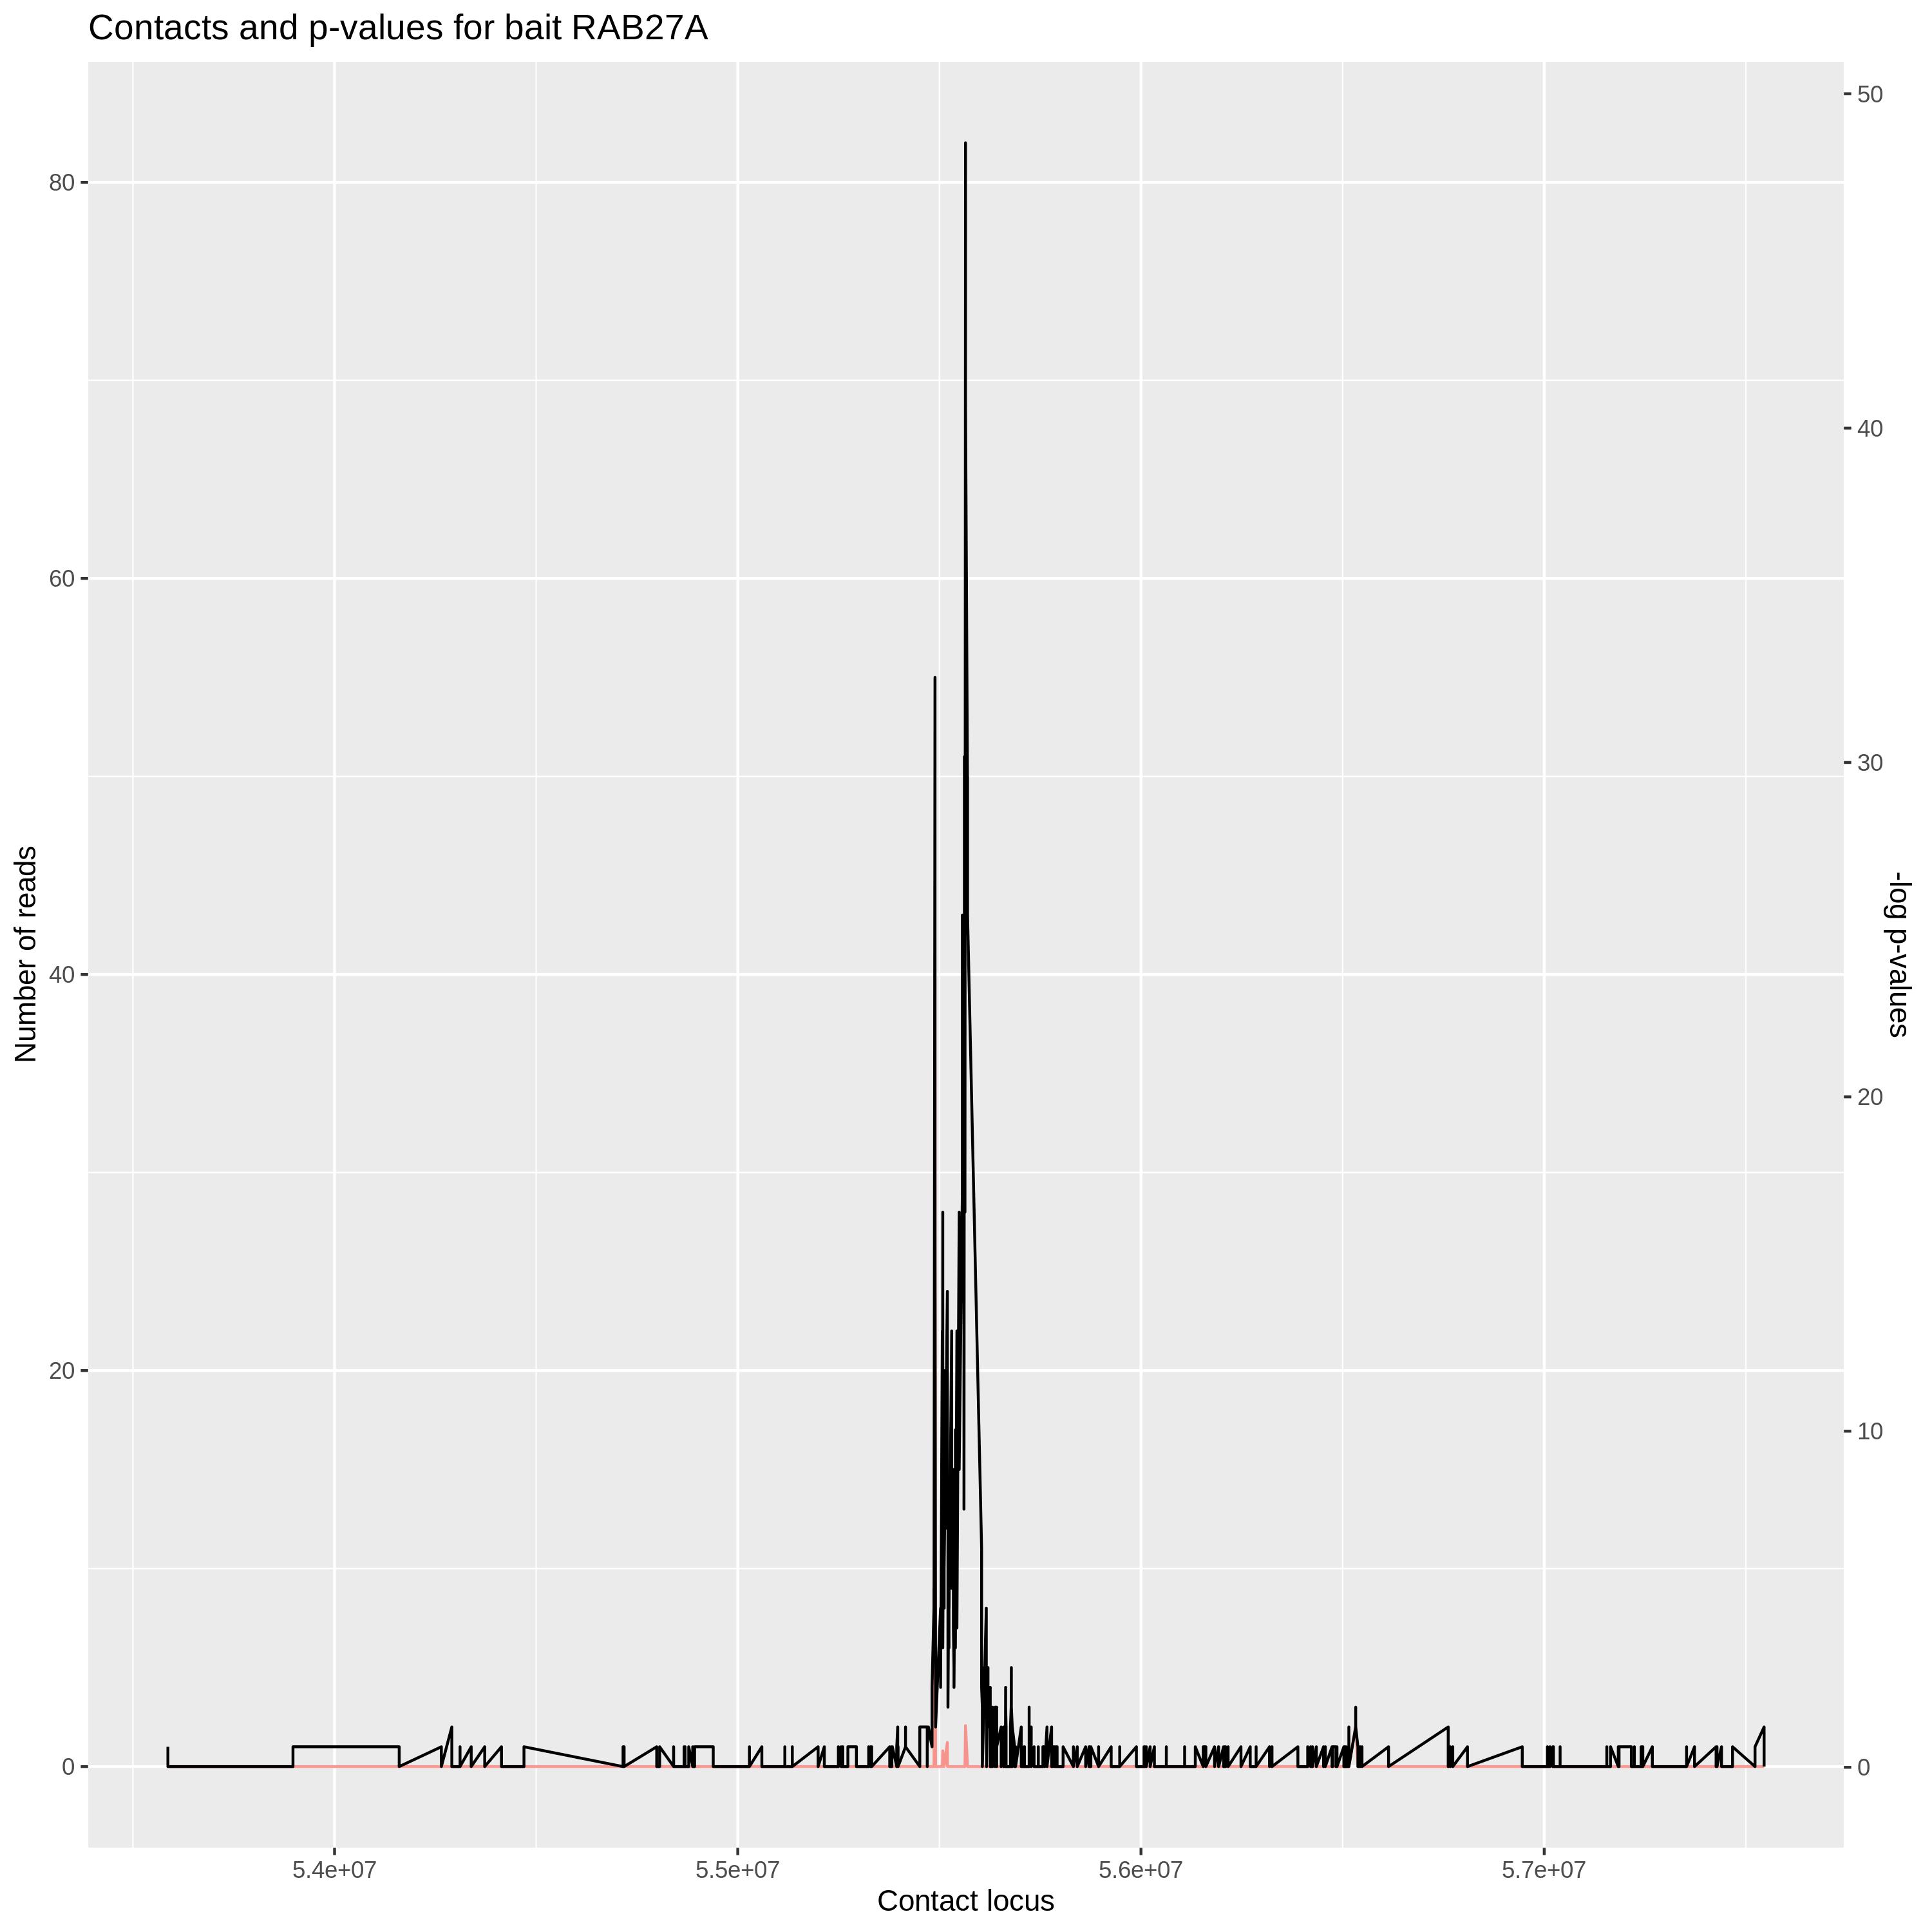 Contacts and p-values for bait RAB27A
50
80
40
60
30
40
20
20
10
0
0
Number of reads
-log p-values
5.4e+07
5.5e+07
5.6e+07
5.7e+07
Contact locus